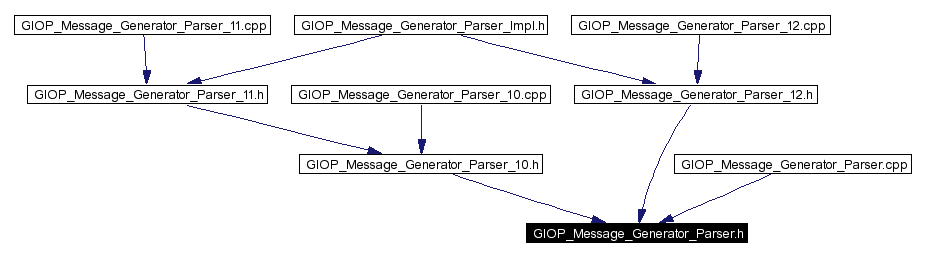 GIOP_Message_Generator_Parser_11.cpp
GIOP_Message_Generator_Parser_Impl.h
GIOP_Message_Generator_Parser_12.cpp
GIOP_Message_Generator_Parser_11.h
GIOP_Message_Generator_Parser_10.cpp
GIOP_Message_Generator_Parser_12.h
GIOP_Message_Generator_Parser_10.h
GIOP_Message_Generator_Parser.cpp
GIOP_Message_Generator_Parser.h